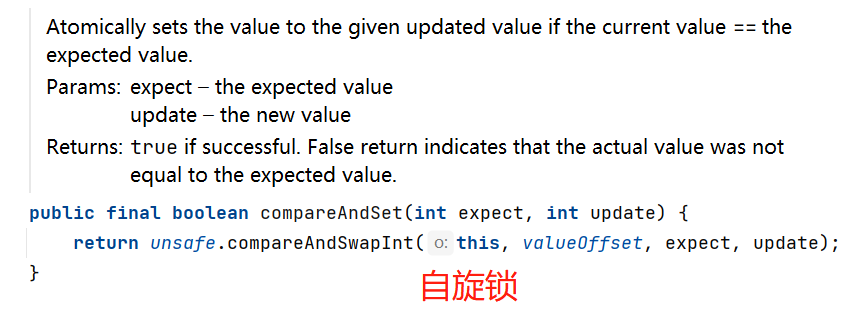 Atomically sets the value to the given updated value if the current value == the
expected value.
Params: expect – the expected value
update – the new value
Returns: true if successful. False return indicates that the actual value was not
equal to the expected value.
public final boolean compareAndSet(int expect, int update) {
return unsafe.compareAndSwapInt( o: this, valueOffset, expect, update);
}
自旋锁